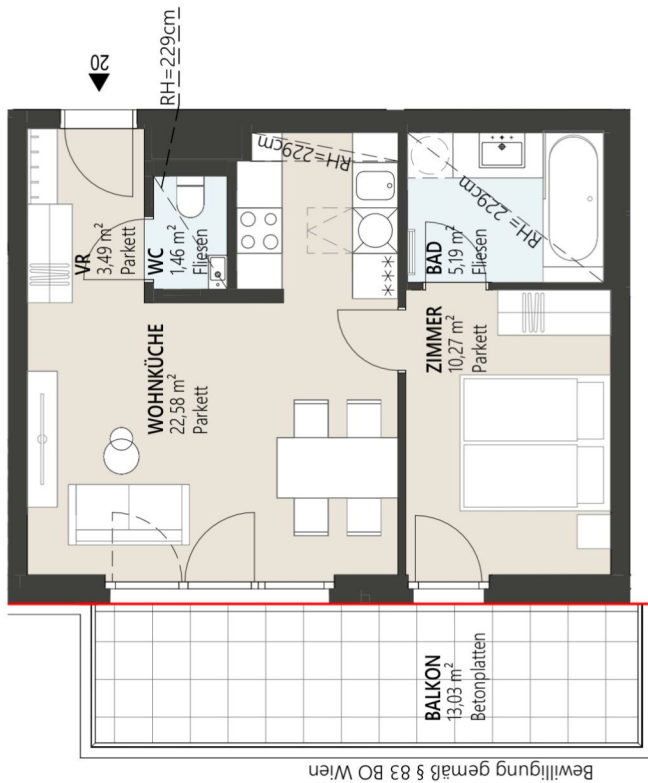 20
RH=229cm
VR
3,49 m²
Parkett
WC
1,46 m²
Fliesen
RH=229cm
BAD
5,19 m²
Fliesen
RH= 229cm
WOHNKÜCHE
22,58 m²
Parkett
ZIMMER
10,27 m²
Parkett
BALKON
13,03 m²
Betonplatten
Bewilligung gemäß § 83 BO Wien